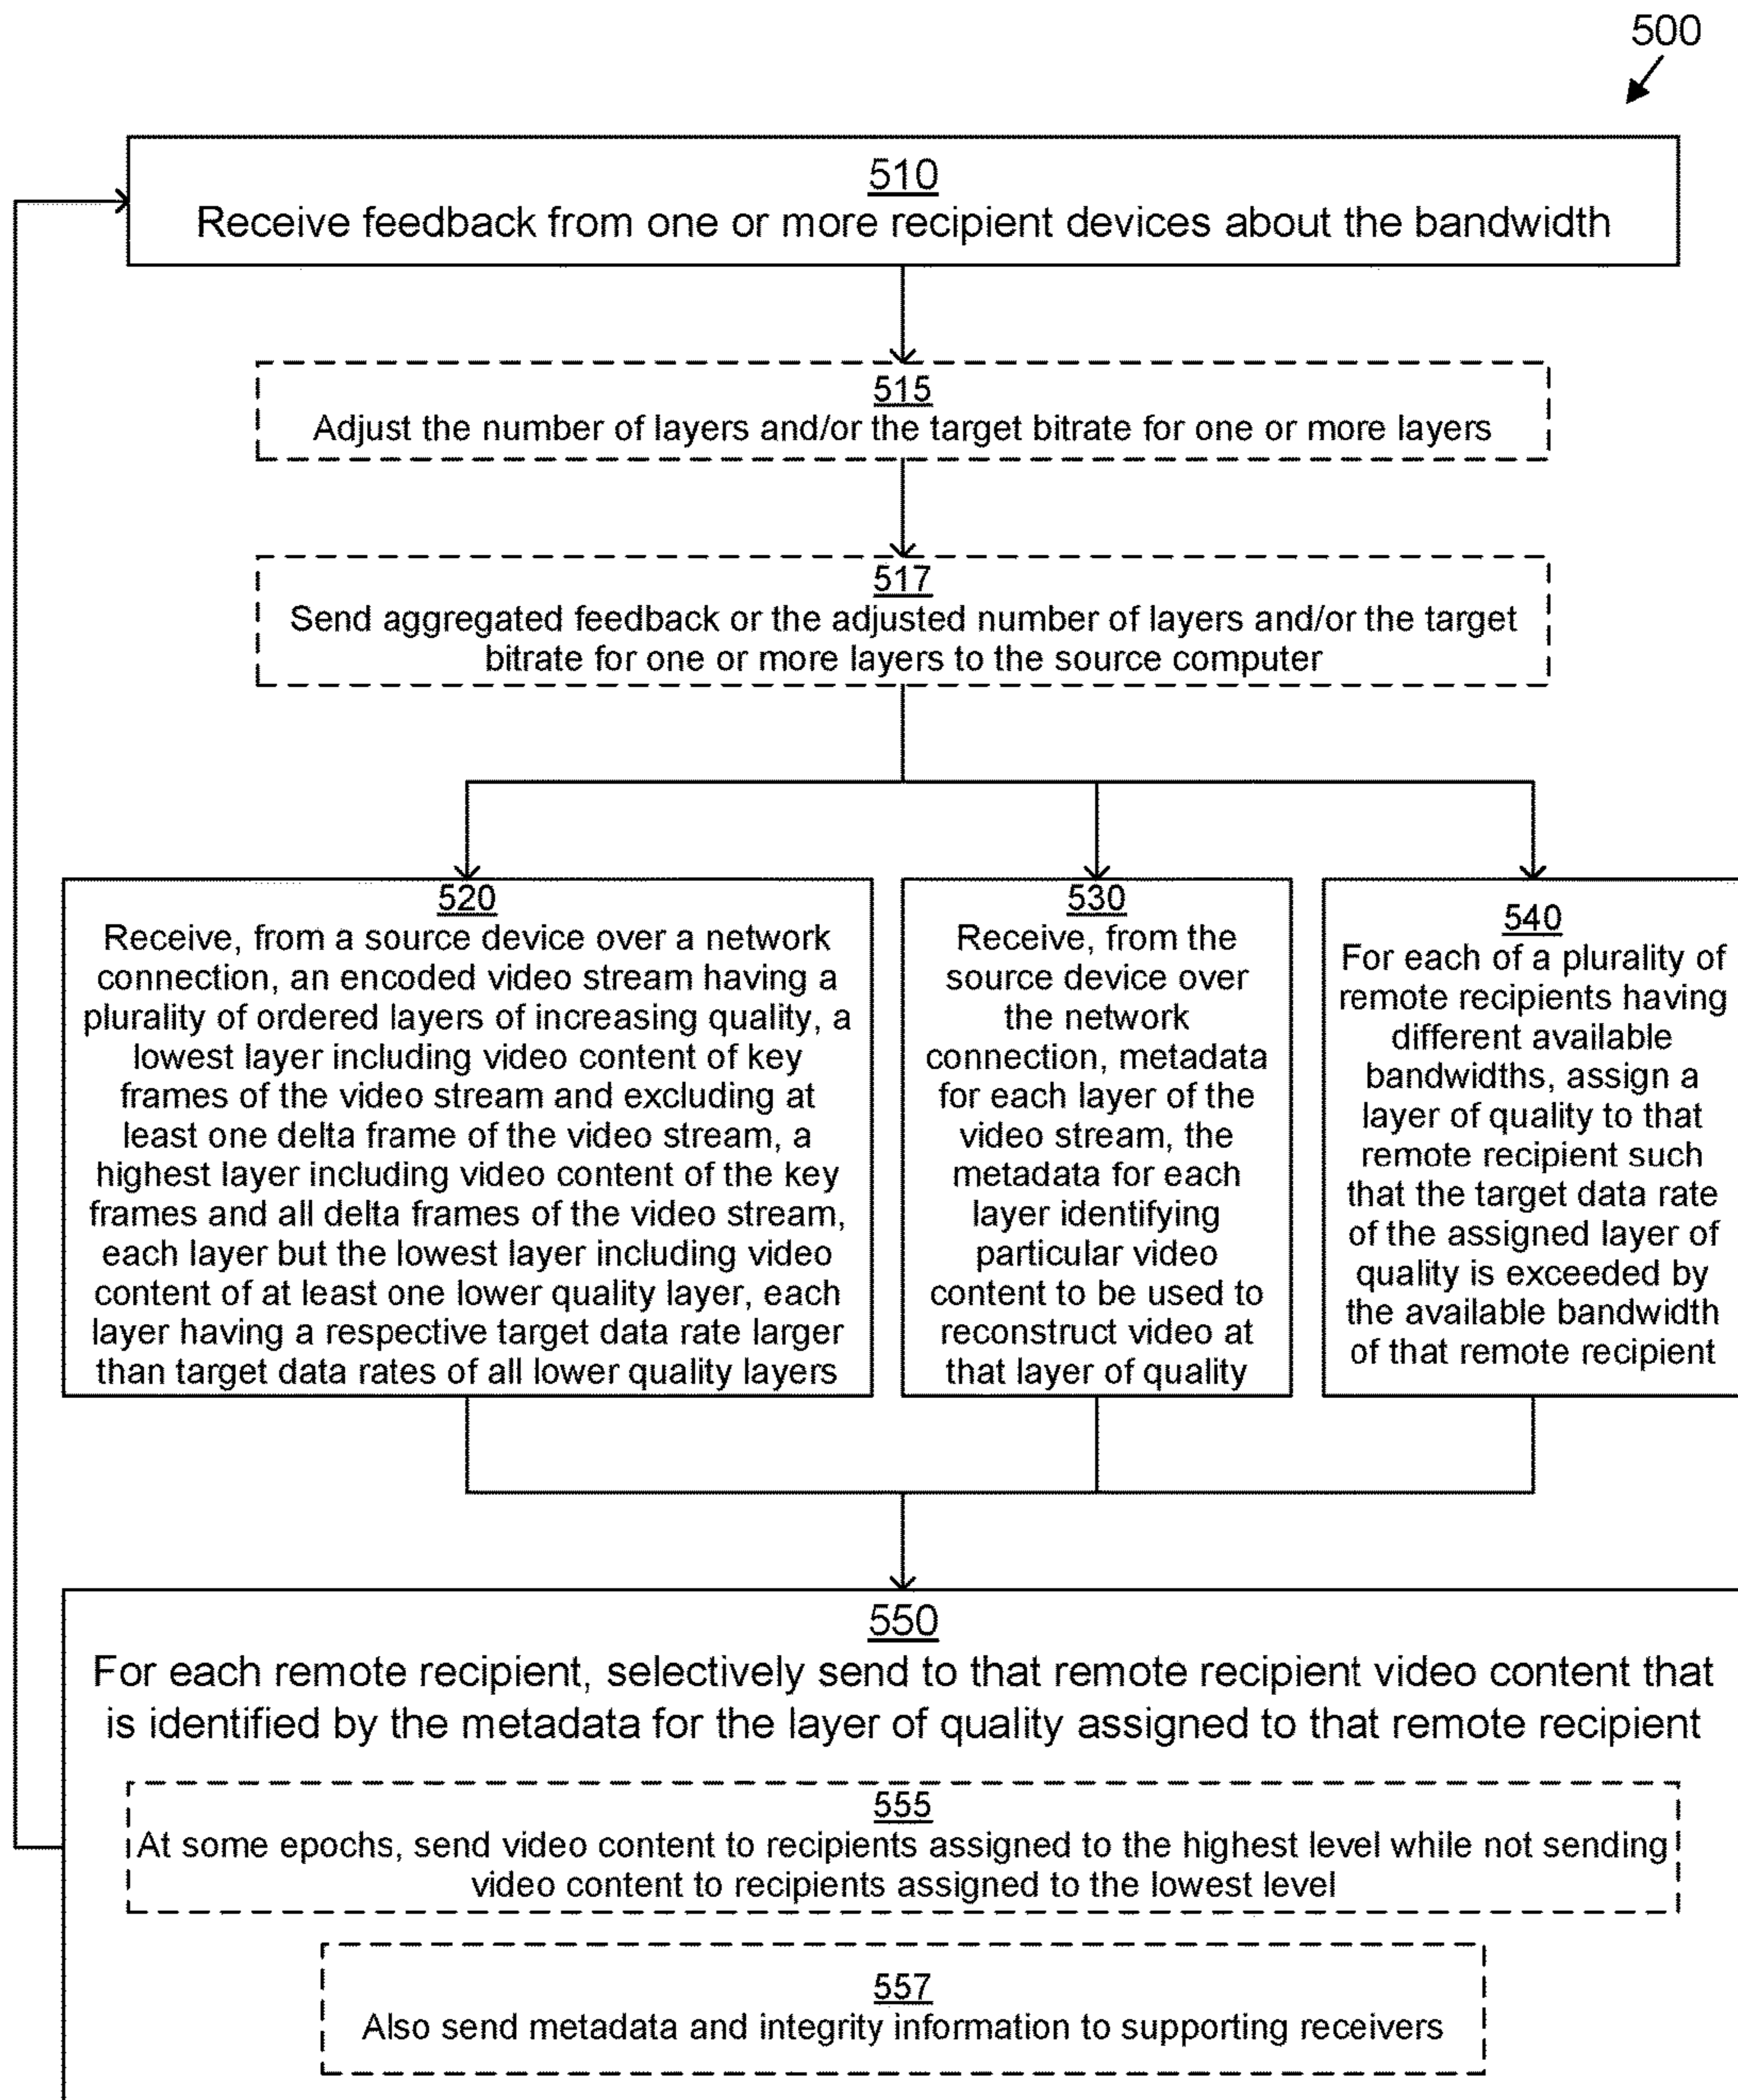 500
510
Receive feedback from one or more recipient devices about the bandwidth
515
Adjust the number of layers and/or the target bitrate for one or more layers
517
Send aggregated feedback or the adjusted number of layers and/or the target
bitrate for one or more layers to the source computer
520
Receive, from a source device over a network
connection, an encoded video stream having a
plurality of ordered layers of increasing quality, a
lowest layer including video content of key
frames of the video stream and excluding at
least one delta frame of the video stream, a
highest layer including video content of the key
frames and all delta frames of the video stream,
each layer but the lowest layer including video
content of at least one lower quality layer, each
layer having a respective target data rate larger
than target data rates of all lower quality layers
530
Receive, from the
source device over
the network
connection, metadata
for each layer of the
video stream, the
metadata for each
layer identifying
particular video
content to be used to
reconstruct video at
that layer of quality
540
For each of a plurality of
remote recipients having
different available
bandwidths, assign a
layer of quality to that
remote recipient such
that the target data rate
of the assigned layer of
quality is exceeded by
the available bandwidth
of that remote recipient
550
For each remote recipient, selectively send to that remote recipient video content that
is identified by the metadata for the layer of quality assigned to that remote recipient
555
At some epochs, send video content to recipients assigned to the highest level while not sending
video content to recipients assigned to the lowest level
557
Also send metadata and integrity information to supporting receivers